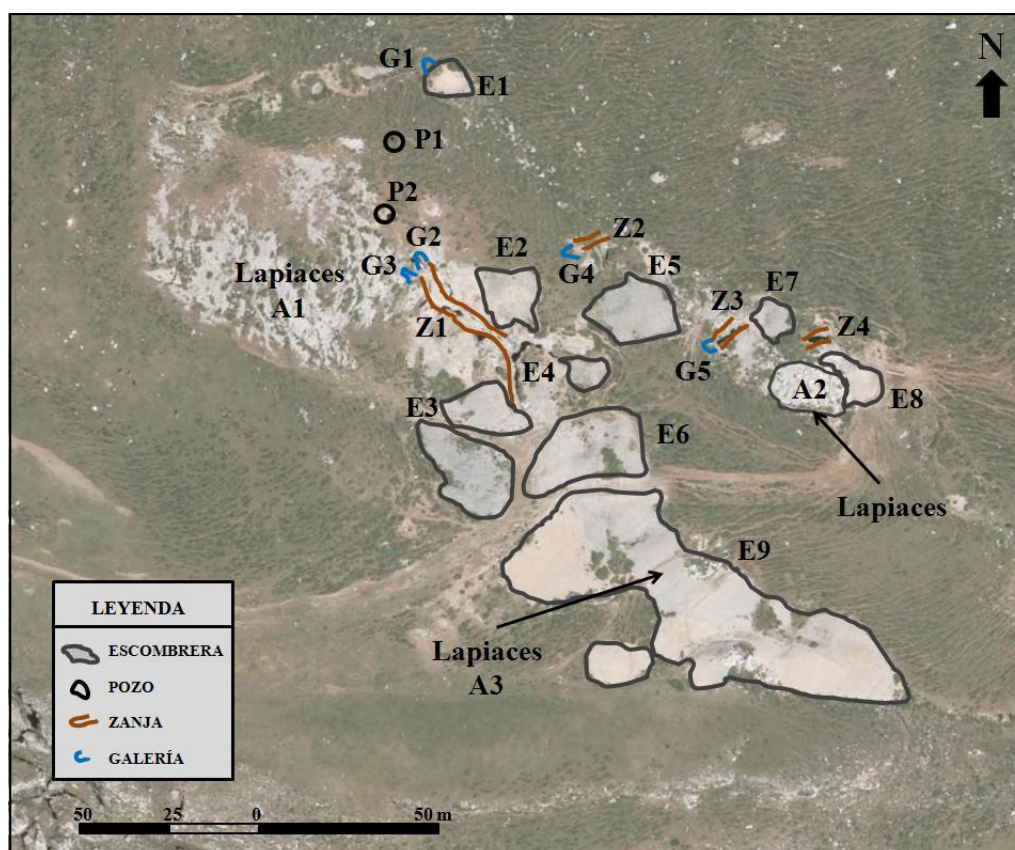 G1
E1
N
P1
P2
G2
G3
E2
Z2
G4
E5
Lapiaces
A1
Z1
Z3
E7
Z4
G5
E4
A2
E8
E3
E6
Lapiaces
E9
Lapiaces
A3
LEYENDA
ESCOMBRERA
POZO
ZANJA
GALERÍA
50 25 0 50 m